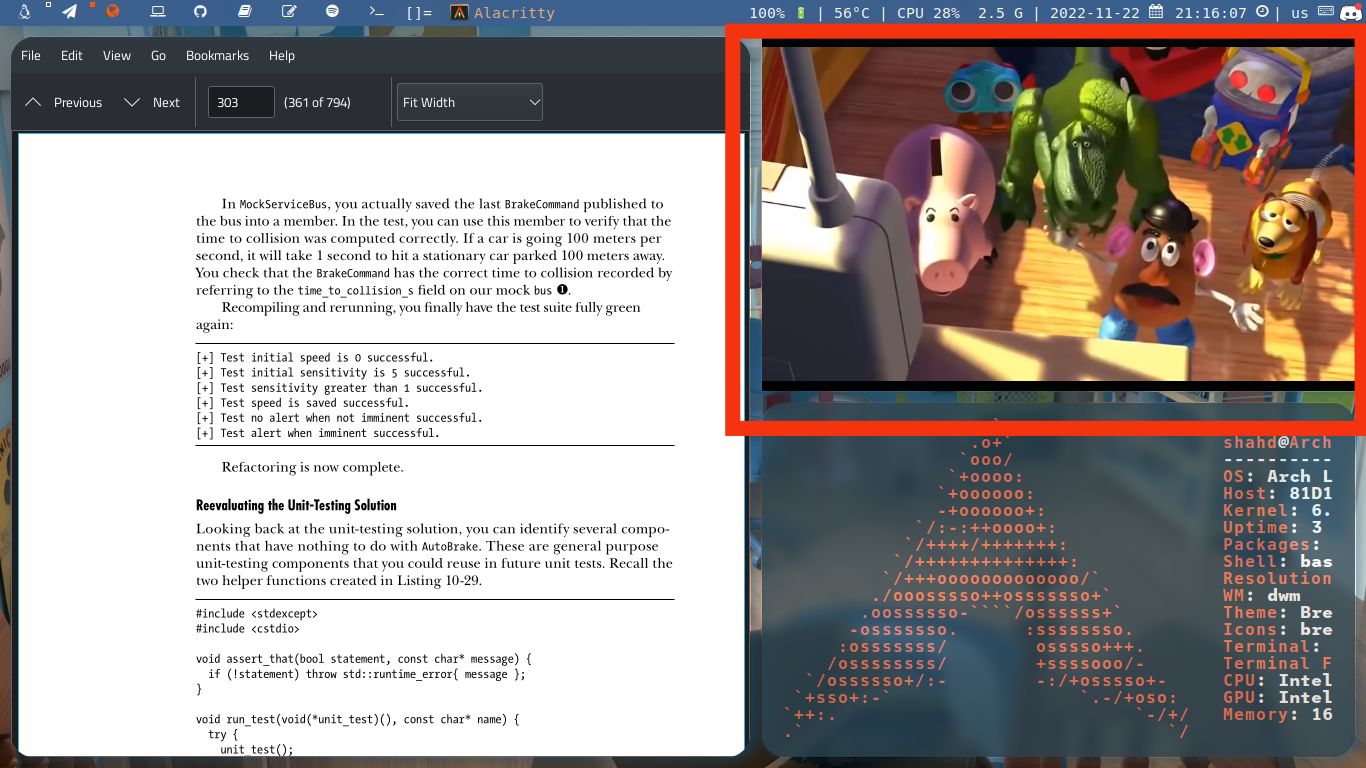 []= Alacritty
100% | 56°C | CPU 28% 2.5 G | 2022-11-22 21:16:07 | us
File Edit View Go Bookmarks Help
Previous Next 303 (361 of 794) Fit Width
In MockServiceBus, you actually saved the last BrakeCommand published to
the bus into a member. In the test, you can use this member to verify that the
time to collision was computed correctly. If a car is going 100 meters per
second, it will take 1 second to hit a stationary car parked 100 meters away.
You check that the BrakeCommand has the correct time to collision recorded by
referring to the time_to_collision_s field on our mock bus ❶.
Recompiling and rerunning, you finally have the test suite fully green
again:
[+] Test initial speed is 0 successful.
[+] Test initial sensitivity is 5 successful.
[+] Test sensitivity greater than 1 successful.
[+] Test speed is saved successful.
[+] Test no alert when not imminent successful.
[+] Test alert when imminent successful.
Refactoring is now complete.
Reevaluating the Unit-Testing Solution
Looking back at the unit-testing solution, you can identify several compo-
nents that have nothing to do with AutoBrake. These are general purpose
unit-testing components that you could reuse in future unit tests. Recall the
two helper functions created in Listing 10-29.
#include <stdexcept>
#include <cstdio>
void assert_that(bool statement, const char* message) {
if (!statement) throw std::runtime_error{ message };
}
void run_test(void(*unit_test)(), const char* name) {
try {
unit_test();
shahd@Arch
----------
OS: Arch L
Host: 81D1
Kernel: 6.
Uptime: 3
Packages:
Shell: bas
Resolution
WM: dwm
Theme: Bre
Icons: bre
Terminal:
Terminal F
CPU: Intel
GPU: Intel
Memory: 16